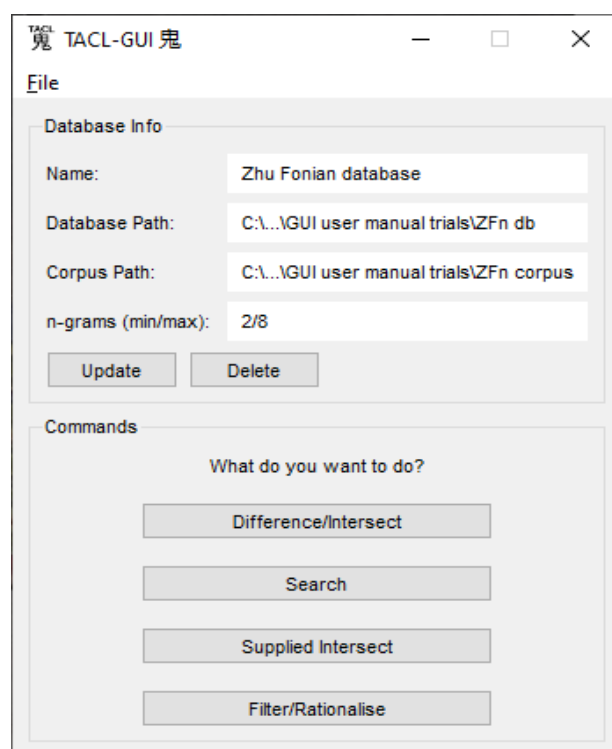 TACL TACL-GUI 鬼
File
Database Info
Name: Zhu Fonian database
Database Path: C:\...\GUI user manual trials\ZFn db
Corpus Path: C:\...\GUI user manual trials\ZFn corpus
n-grams (min/max): 2/8
Update Delete
Commands
What do you want to do?
Difference/Intersect
Search
Supplied Intersect
Filter/Rationalise